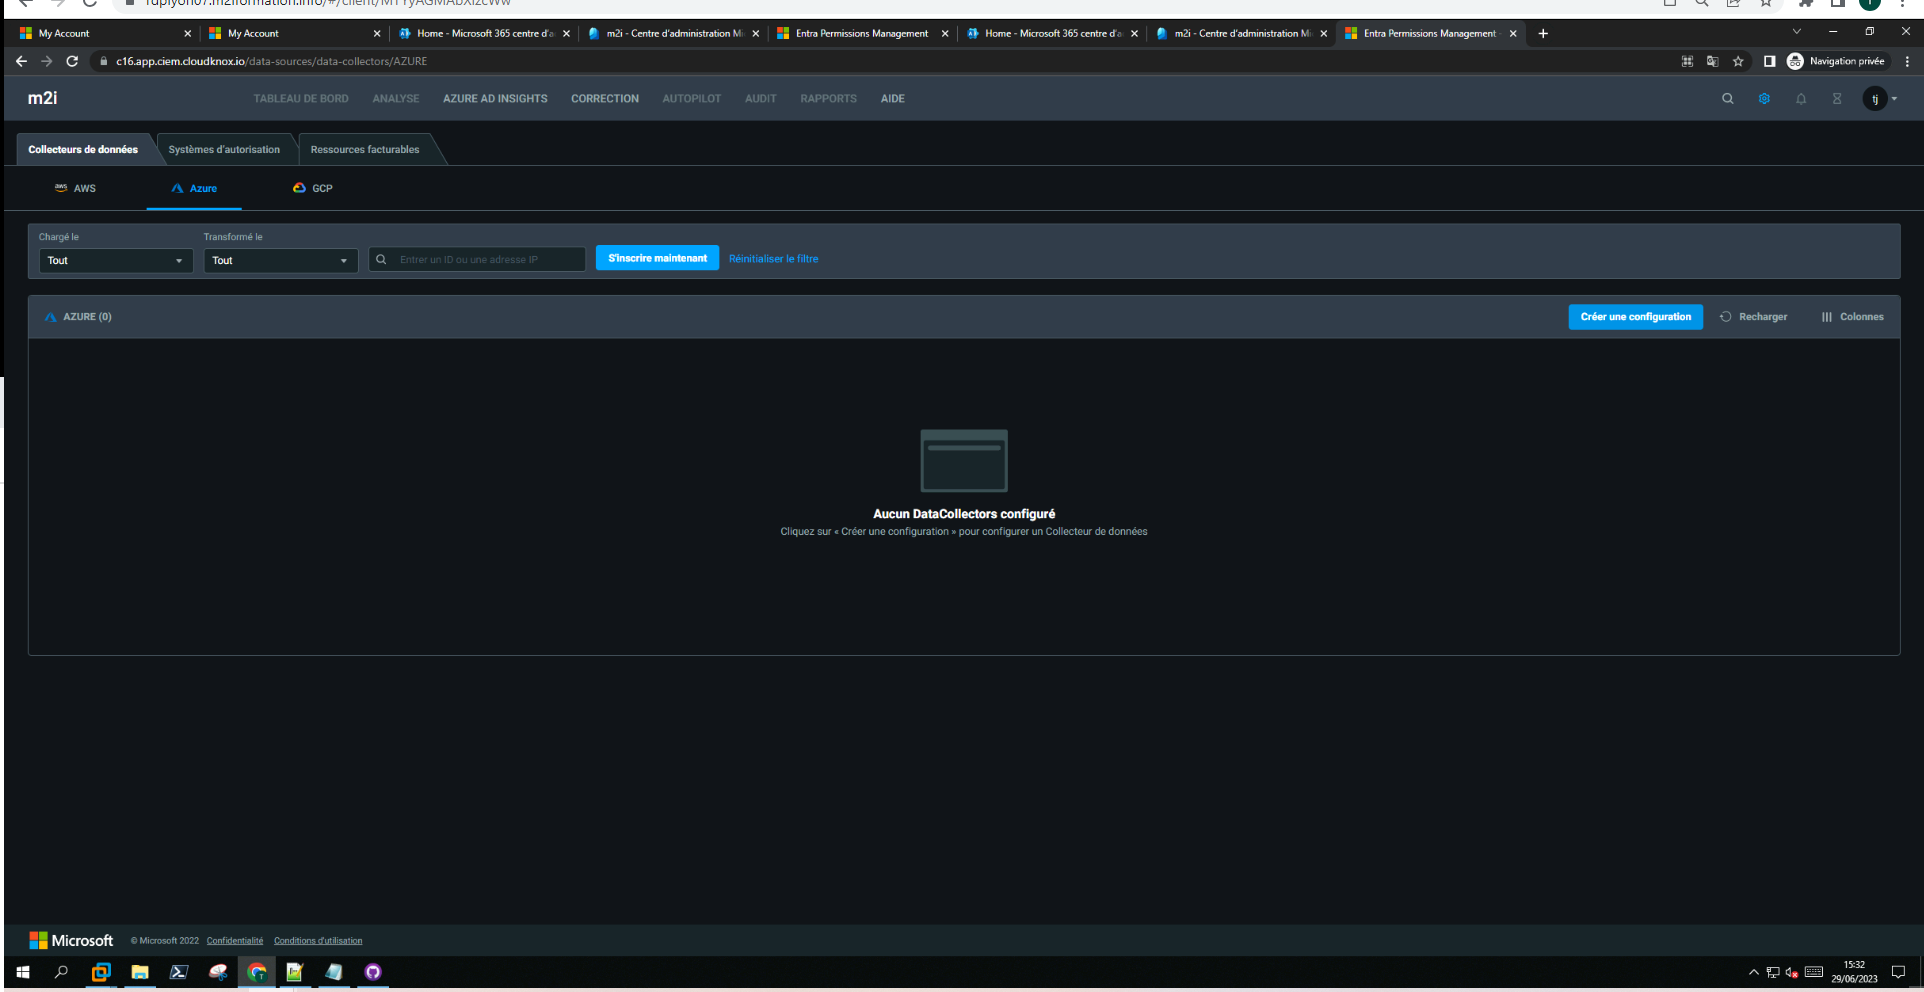 My Account
My Account
Home - Microsoft 365 centre d'a
m2i - Centre d'administration Mi
Entra Permissions Management
Home - Microsoft 365 centre d'a
m2i - Centre d'administration Mi
Entra Permissions Management -
c16.app.ciem.cloudknox.io/data-sources/data-collectors/AZURE
Navigation privée
m2i
TABLEAU DE BORD
ANALYSE
AZURE AD INSIGHTS
CORRECTION
AUTOPILOT
AUDIT
RAPPORTS
AIDE
tj
Collecteurs de données
Systèmes d'autorisation
Ressources facturables
aws AWS
Azure
GCP
Chargé le
Transformé le
Tout
Tout
Entrer un ID ou une adresse IP
S'inscrire maintenant
Réinitialiser le filtre
AZURE (0)
Créer une configuration
Recharger
Colonnes
Aucun DataCollectors configuré
Cliquez sur « Créer une configuration » pour configurer un Collecteur de données
Microsoft
© Microsoft 2022
Confidentialité
Conditions d'utilisation
15:32
29/06/2023